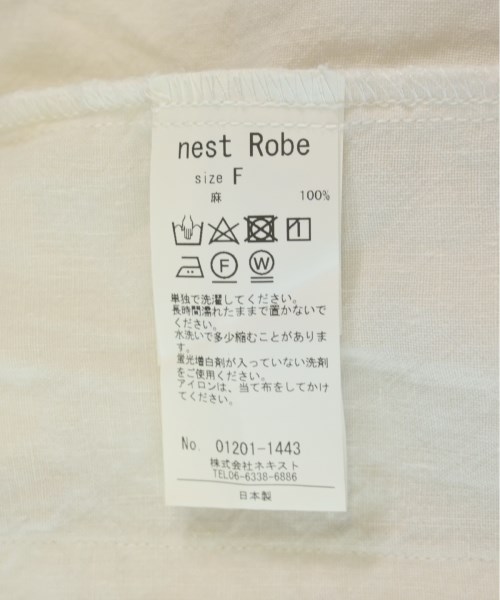 nest Robe
size F
麻 100%
F W
単独で洗濯してください。
長時間濡れたままで置かないで
ください。
水洗いで多少縮むことがありま
す。
蛍光増白剤が入っていない洗剤
をご使用ください。
アイロンは、当て布をしてかけ
てください。
No. 01201-1443
株式会社ネキスト
TEL06-6338-6886
日本製